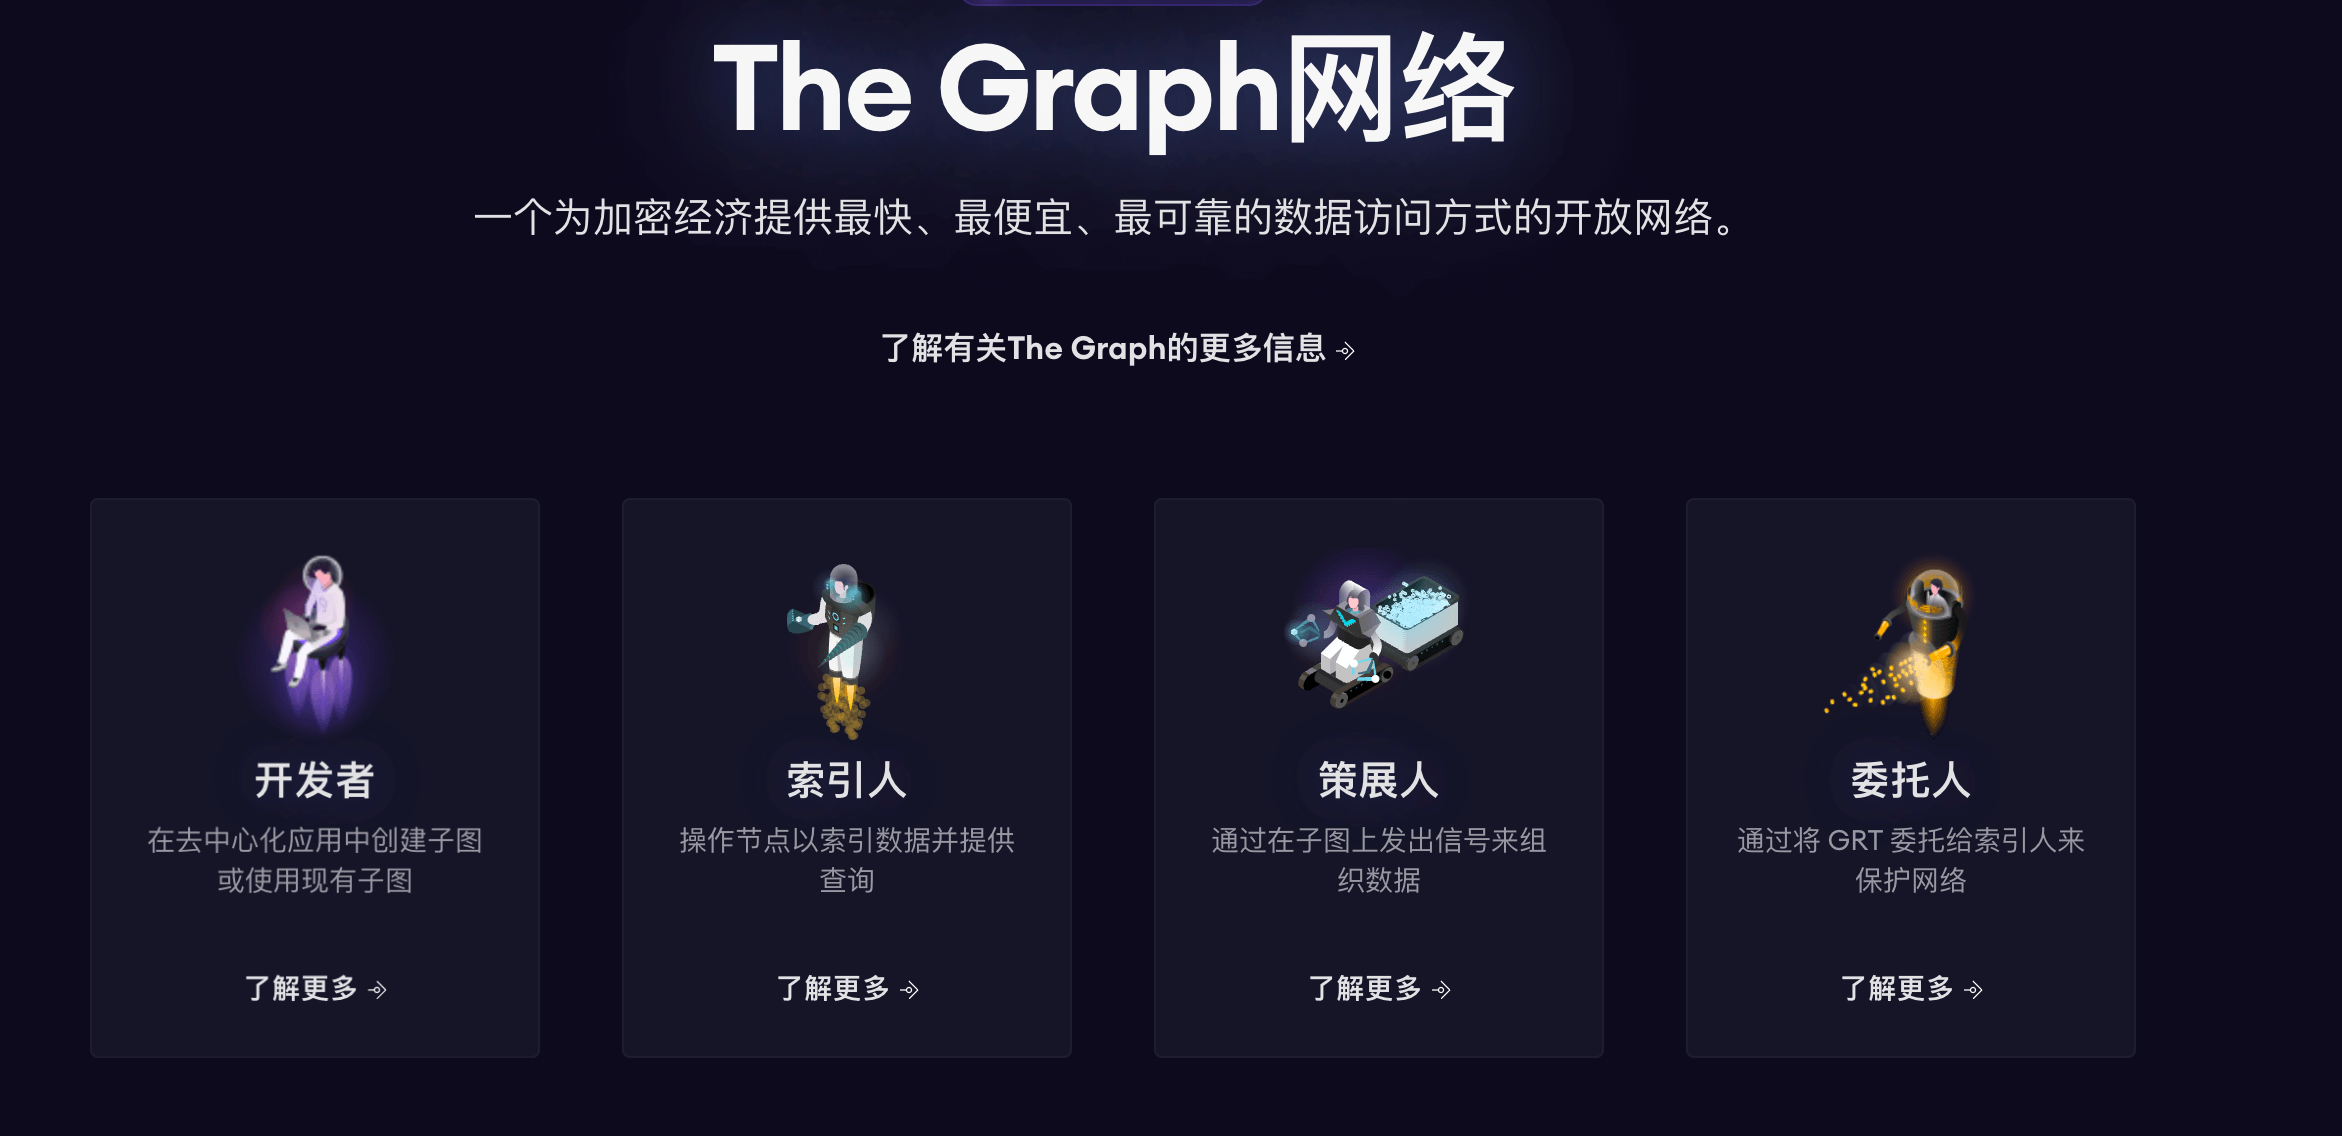 The Graph网络
一个为加密经济提供最快、最便宜、最可靠的数据访问方式的开放网络。
了解有关The Graph的更多信息
开发者
在去中心化应用中创建子图
或使用现有子图
了解更多
索引人
操作节点以索引数据并提供
查询
了解更多
策展人
通过在子图上发出信号来组
织数据
了解更多
委托人
通过将 GRT 委托给索引人来
保护网络
了解更多